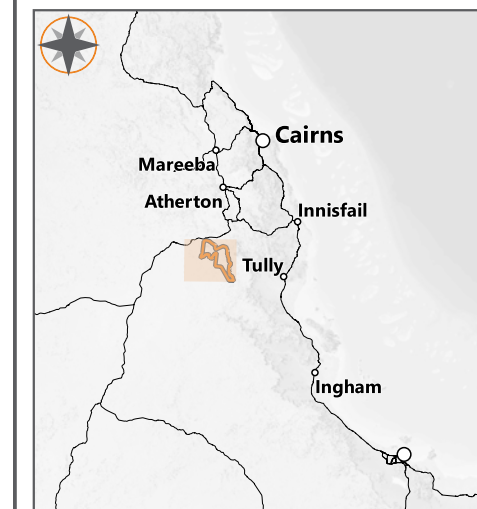 Cairns
Mareeba
Atherton
Innisfail
Tully
Ingham